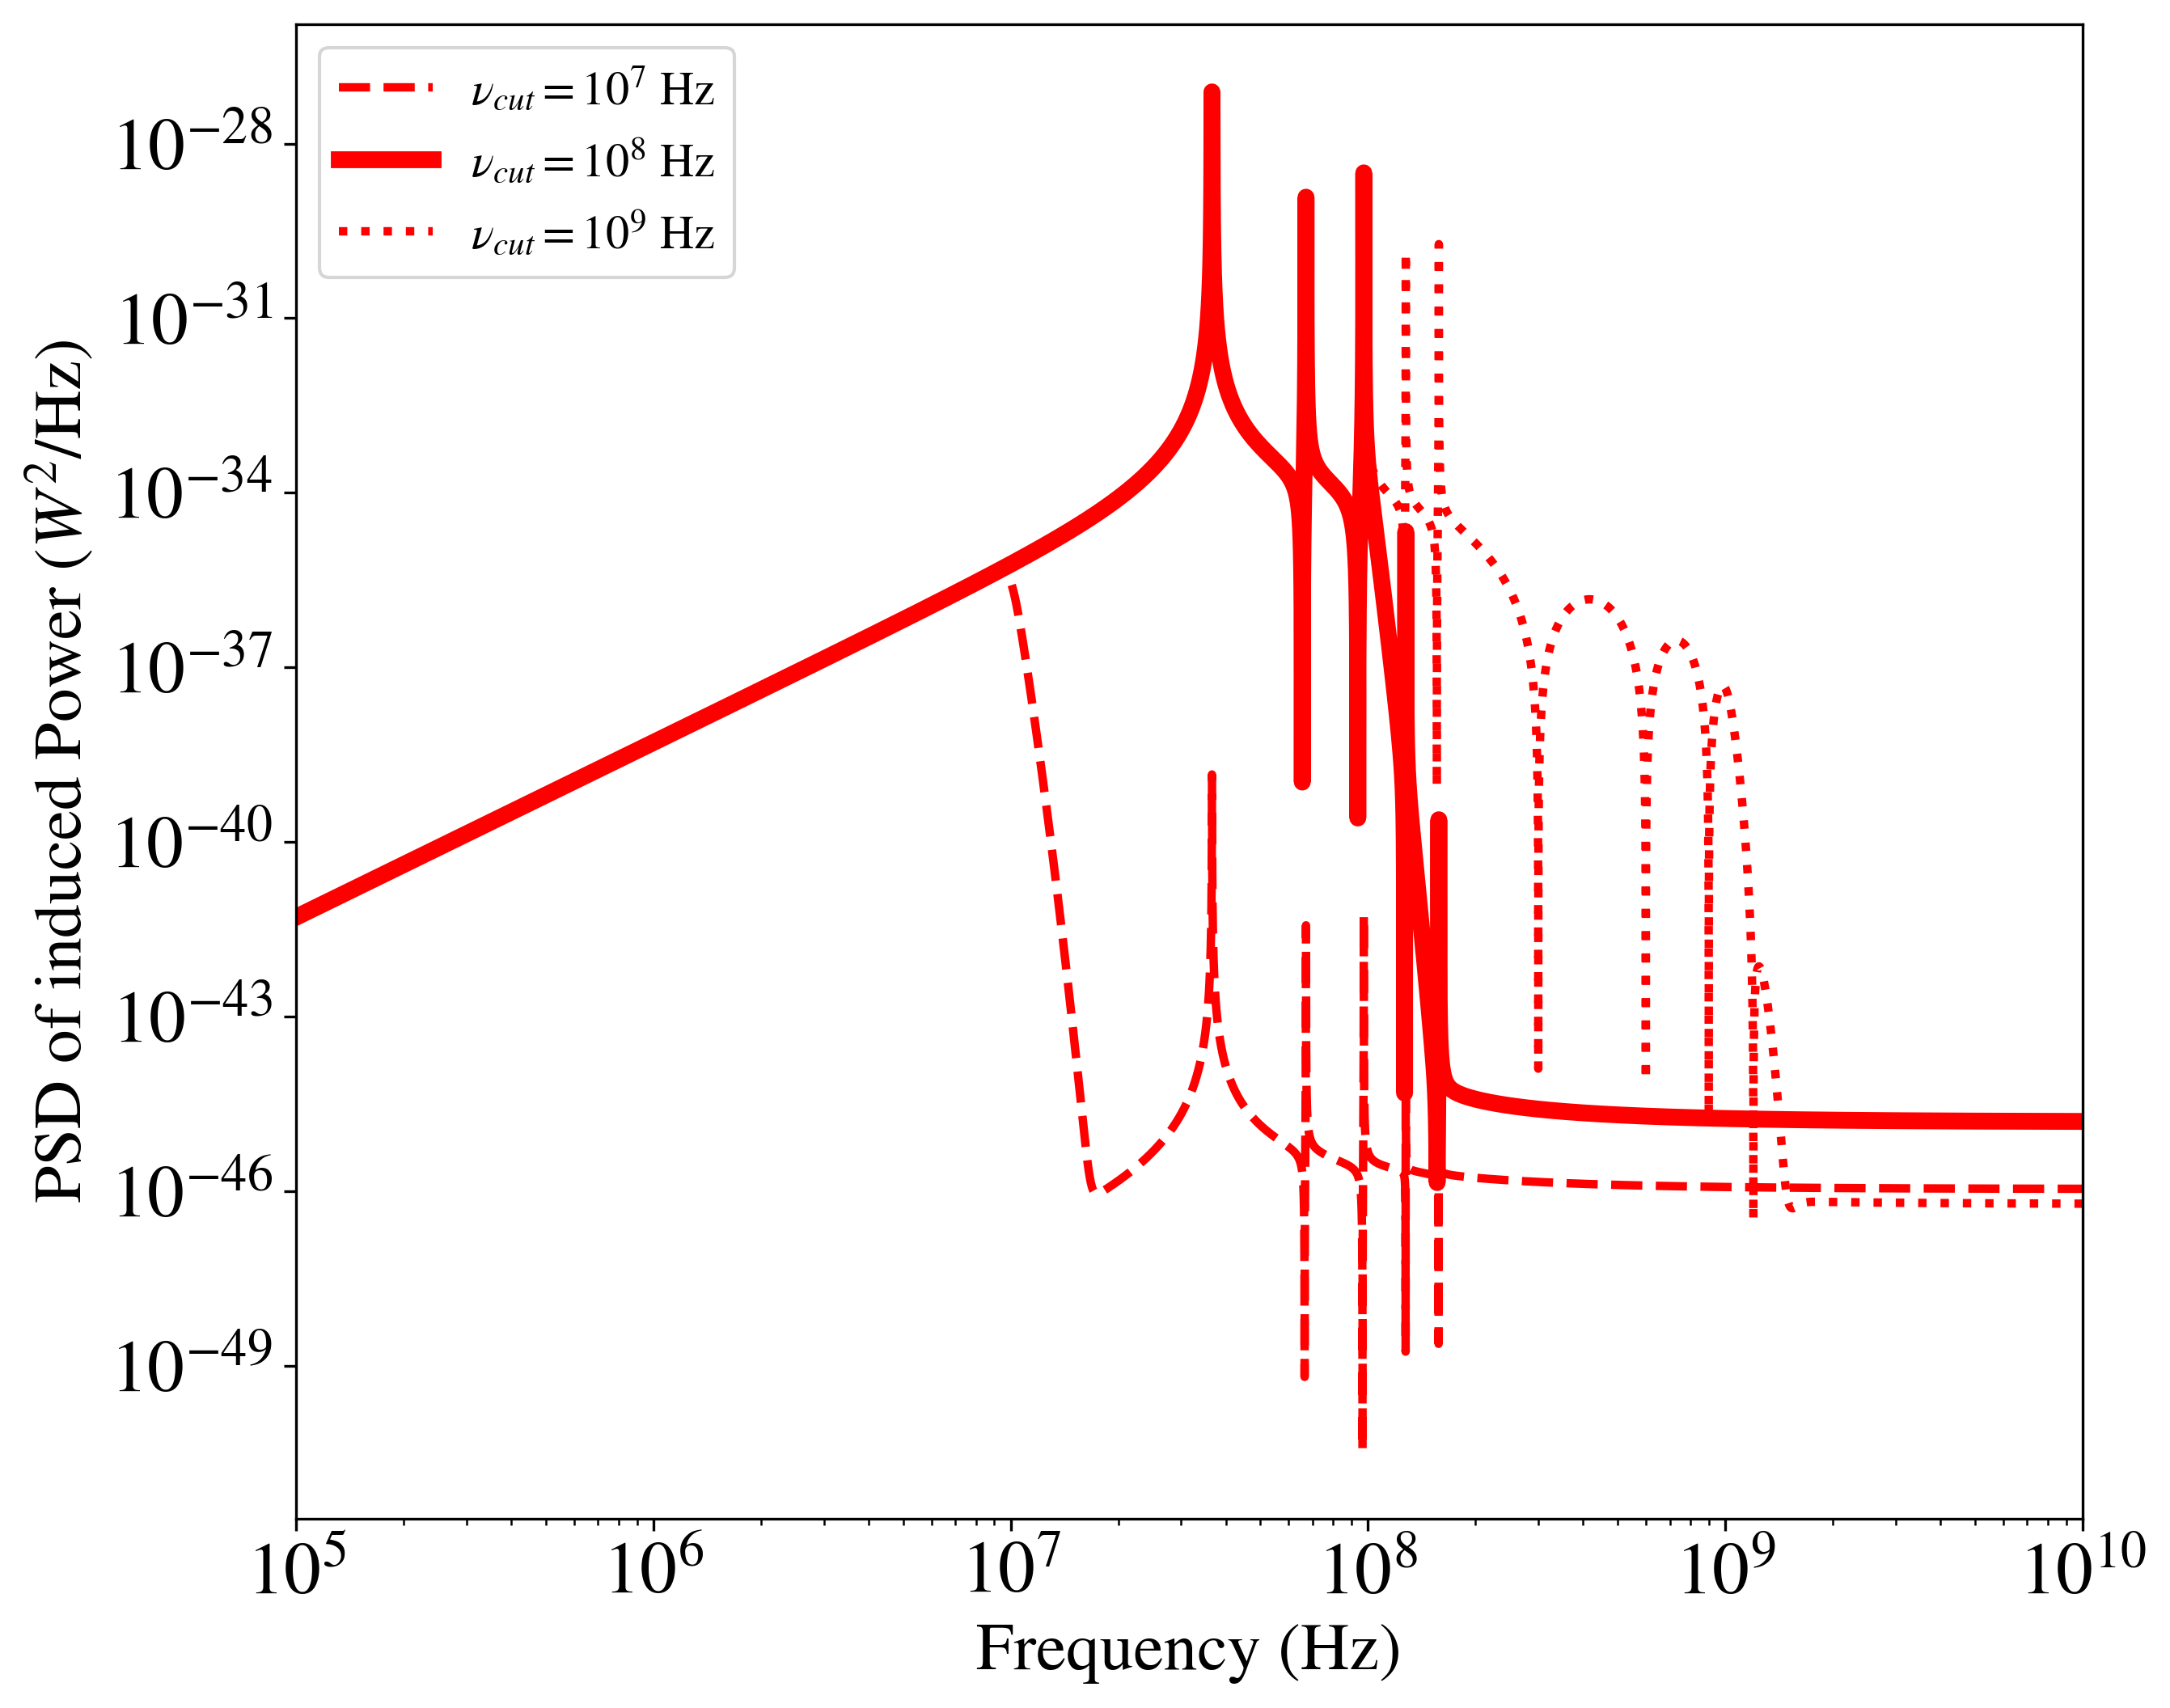 ν_cut = 10^7 Hz
ν_cut = 10^8 Hz
ν_cut = 10^9 Hz
PSD of induced Power (W^2/Hz)
10^−28
10^−31
10^−34
10^−37
10^−40
10^−43
10^−46
10^−49
10^5 10^6 10^7 10^8 10^9 10^10
Frequency (Hz)